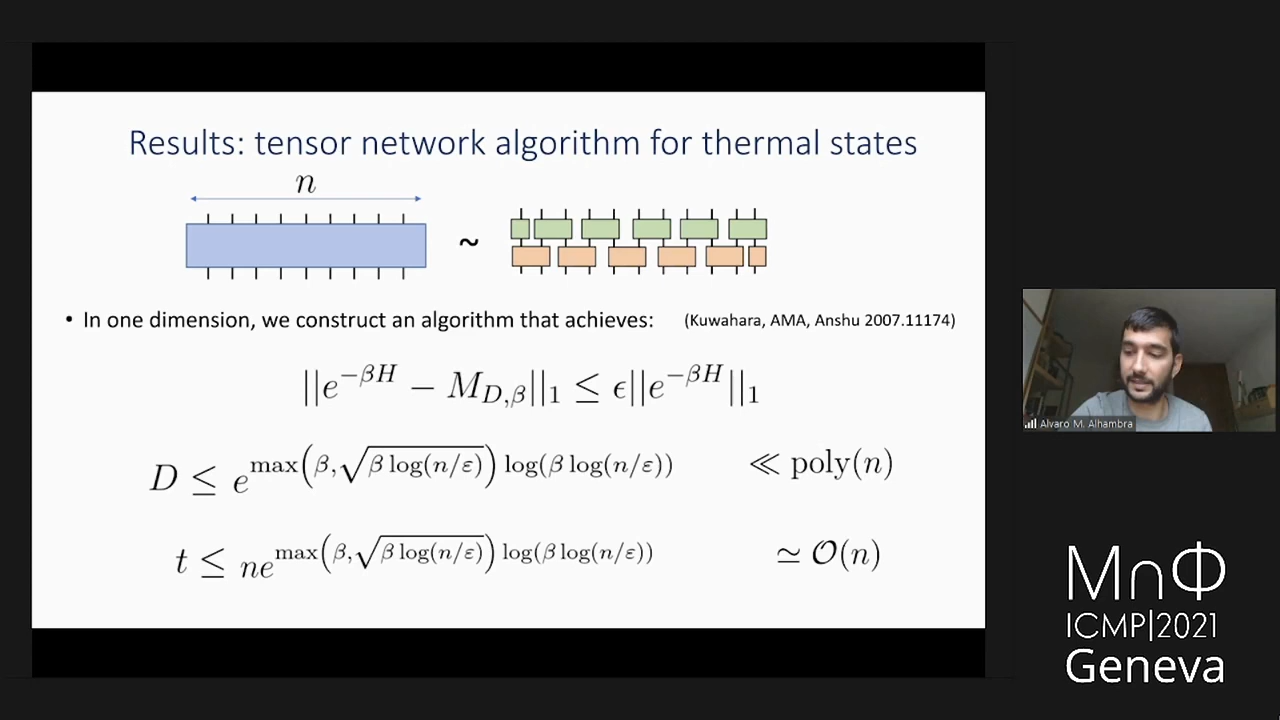 Results: tensor network algorithm for thermal states
n
~
• In one dimension, we construct an algorithm that achieves: (Kuwahara, AMA, Anshu 2007.11174)
||e^{-βH} − M_{D,β}||_1 ≤ ϵ||e^{-βH}||_1
D ≤ e^{max(β,√(β log(n/ε))) log(β log(n/ε))} ≪ poly(n)
t ≤ ne^{max(β,√(β log(n/ε))) log(β log(n/ε))} ≃ 𝒪(n)
Alvaro M. Alhambra
M∩Φ
ICMP|2021
Geneva